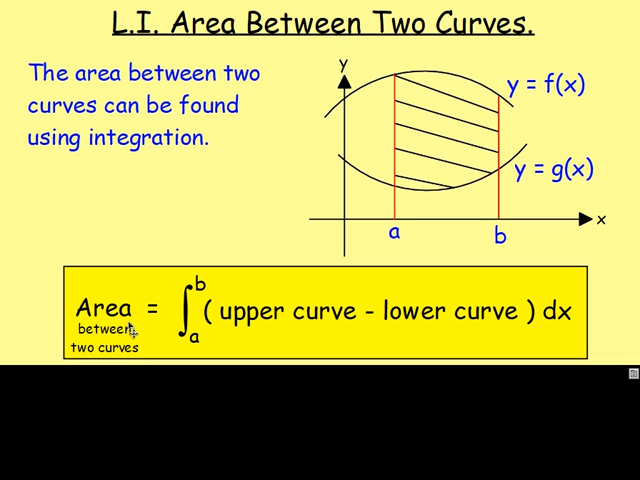 L.I. Area Between Two Curves.
The area between two
curves can be found
using integration.
y
y = f(x)
y = g(x)
x
a
b
Area = ∫ₐᵇ ( upper curve - lower curve ) dx
between
two curves